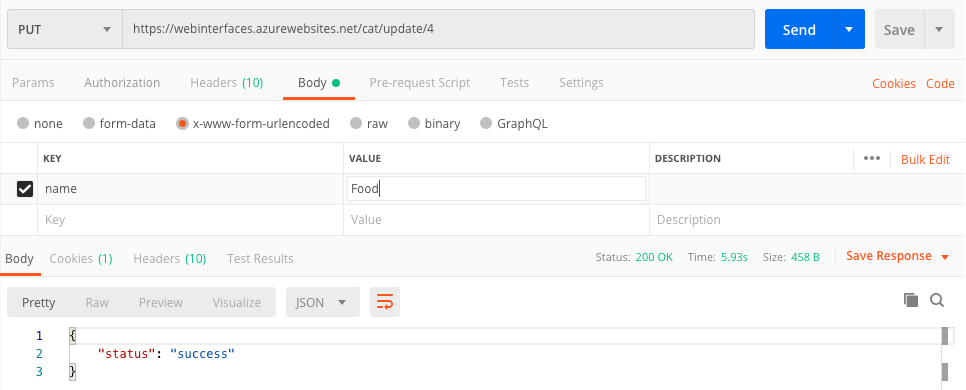 PUT https://webinterfaces.azurewebsites.net/cat/update/4 Send Save
Params Authorization Headers (10) Body Pre-request Script Tests Settings Cookies Code
none form-data x-www-form-urlencoded raw binary GraphQL
KEY VALUE DESCRIPTION ••• Bulk Edit
name Food
Key Value Description
Body Cookies (1) Headers (10) Test Results Status: 200 OK Time: 5.93s Size: 458 B Save Response
Pretty Raw Preview Visualize JSON
1 {
2 "status": "success"
3 }